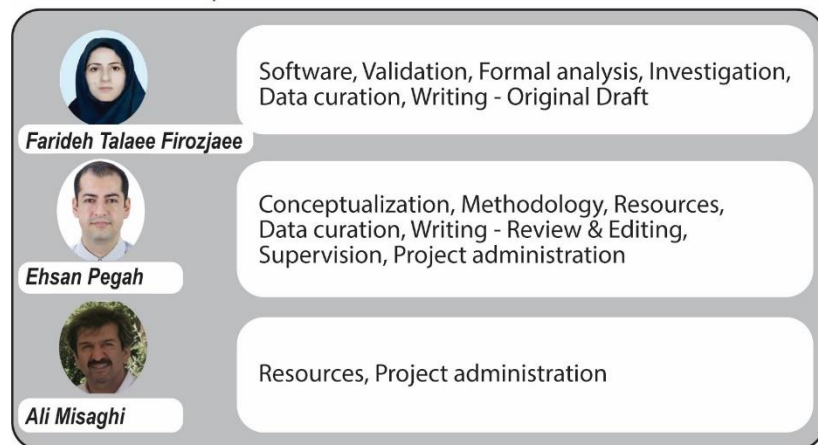 Software, Validation, Formal analysis, Investigation,
Data curation, Writing - Original Draft
Farideh Talaee Firozjaee
Conceptualization, Methodology, Resources,
Data curation, Writing - Review & Editing,
Supervision, Project administration
Ehsan Pegah
Resources, Project administration
Ali Misaghi